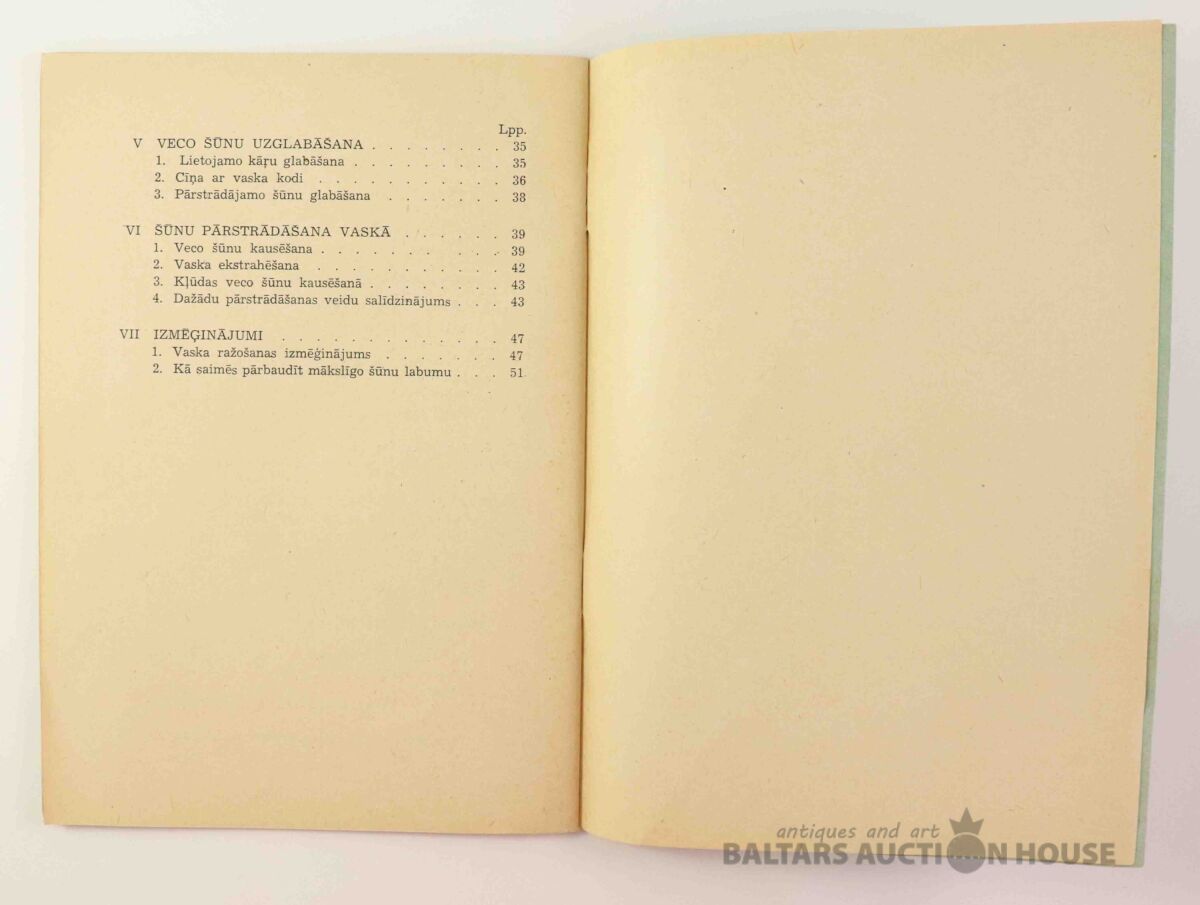 Lpp.
V VECO ŠŪNU UZGLABĀŠANA . . . . . . . . 35
1. Lietojamo kāŗu glabāšana . . . . . . . . . 35
2. Cīņa ar vaska kodi . . . . . . . . . . . 36
3. Pārstrādājamo šūnu glabāšana . . . . . . . 38
VI ŠŪNU PĀRSTRĀDĀŠANA VASKĀ . . . . . . 39
1. Veco šūnu kausēšana . . . . . . . . . . 39
2. Vaska ekstrahēšana . . . . . . . . . . . 42
3. Kļūdas veco šūnu kausēšanā . . . . . . . . 43
4. Dažādu pārstrādāšanas veidu salīdzinājums . . . 43
VII IZMĒĢINĀJUMI . . . . . . . . . . . . . 47
1. Vaska ražošanas izmēģinājums . . . . . . . 47
2. Kā saimēs pārbaudīt mākslīgo šūnu labumu . . . 51
antiques and art
BALTARS AUCTION HOUSE